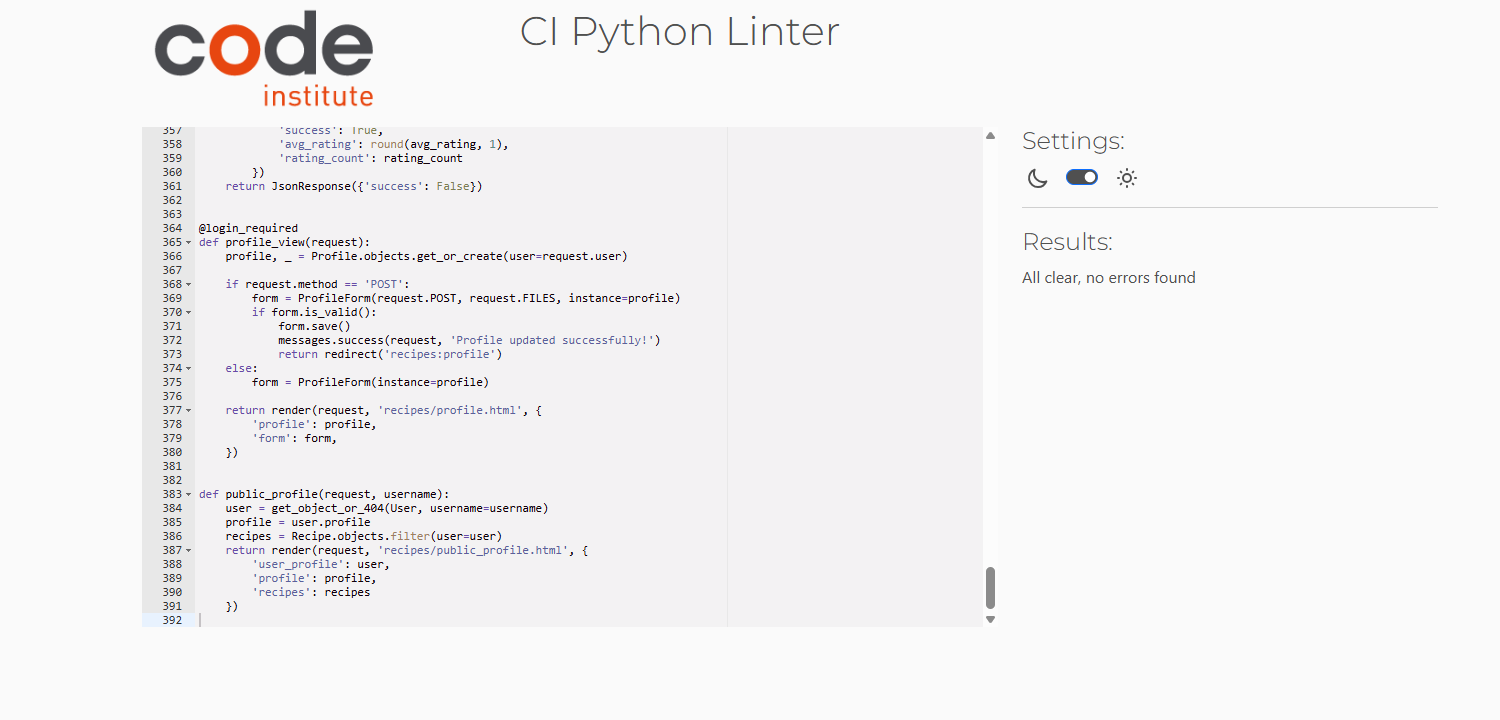 code
institute
CI Python Linter
357 'success': True,
358 'avg_rating': round(avg_rating, 1),
359 'rating_count': rating_count
360 })
361 return JsonResponse({'success': False})
362
363
364 @login_required
365 def profile_view(request):
366 profile, _ = Profile.objects.get_or_create(user=request.user)
367
368 if request.method == 'POST':
369 form = ProfileForm(request.POST, request.FILES, instance=profile)
370 if form.is_valid():
371 form.save()
372 messages.success(request, 'Profile updated successfully!')
373 return redirect('recipes:profile')
374 else:
375 form = ProfileForm(instance=profile)
376
377 return render(request, 'recipes/profile.html', {
378 'profile': profile,
379 'form': form,
380 })
381
382
383 def public_profile(request, username):
384 user = get_object_or_404(User, username=username)
385 profile = user.profile
386 recipes = Recipe.objects.filter(user=user)
387 return render(request, 'recipes/public_profile.html', {
388 'user_profile': user,
389 'profile': profile,
390 'recipes': recipes
391 })
392
Settings:
Results:
All clear, no errors found